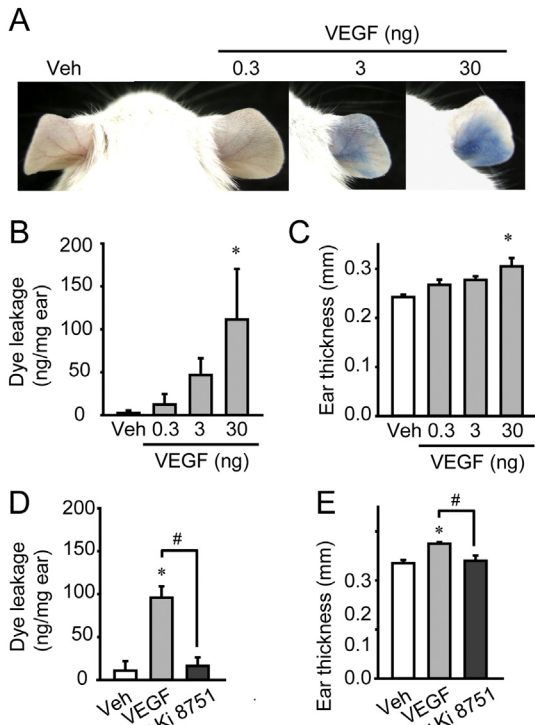 A
VEGF (ng)
Veh 0.3 3 30
B
Dye leakage
(ng/mg ear)
200
150
100
50
0
*
Veh 0.3 3 30
VEGF (ng)
C
Ear thickness (mm)
0.3
0.2
0.1
0.0
*
Veh 0.3 3 30
VEGF (ng)
D
Dye leakage
(ng/mg ear)
200
150
100
50
0
*
#
Veh
VEGF
Ki 8751
E
Ear thickness (mm)
0.3
0.2
0.1
0.0
*
#
Veh
VEGF
Ki 8751